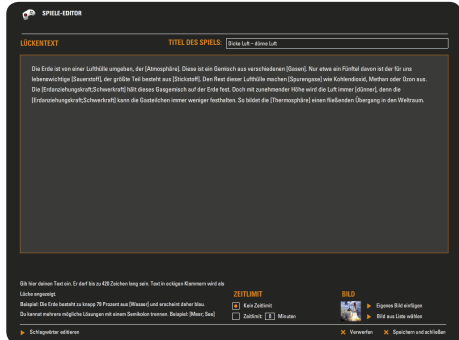 SPIELE-EDITOR
LÜCKENTEXT
TITEL DES SPIELS: Dicke Luft – dünne Luft
Die Erde ist von einer Lufthülle umgeben, der [Atmosphäre]. Diese ist ein Gemisch aus verschiedenen [Gasen]. Nur etwa ein Fünftel davon ist der für uns
lebenswichtige [Sauerstoff], der größte Teil besteht aus [Stickstoff]. Den Rest dieser Lufthülle machen [Spurengase] wie Kohlendioxid, Methan oder Ozon aus.
Die [Erdanziehungskraft;Schwerkraft] hält dieses Gasgemisch auf der Erde fest. Doch mit zunehmender Höhe wird die Luft immer [dünner], denn die
[Erdanziehungskraft;Schwerkraft] kann die Gasteilchen immer weniger festhalten. So bildet die [Thermosphäre] einen fließenden Übergang in den Weltraum.
Gib hier deinen Text ein. Er darf bis zu 420 Zeichen lang sein. Text in eckigen Klammern wird als
Lücke angezeigt.
Beispiel: Die Erde besteht zu knapp 79 Prozent aus [Wasser] und erscheint daher blau.
Du kannst mehrere mögliche Lösungen mit einem Semikolon trennen. Beispiel: [Meer; See]
ZEITLIMIT
Kein Zeitlimit
Zeitlimit 0 Minuten
BILD
Eigenes Bild einfügen
Bild aus Liste wählen
Schlagwörter editieren
Verwerfen
Speichern und schließen